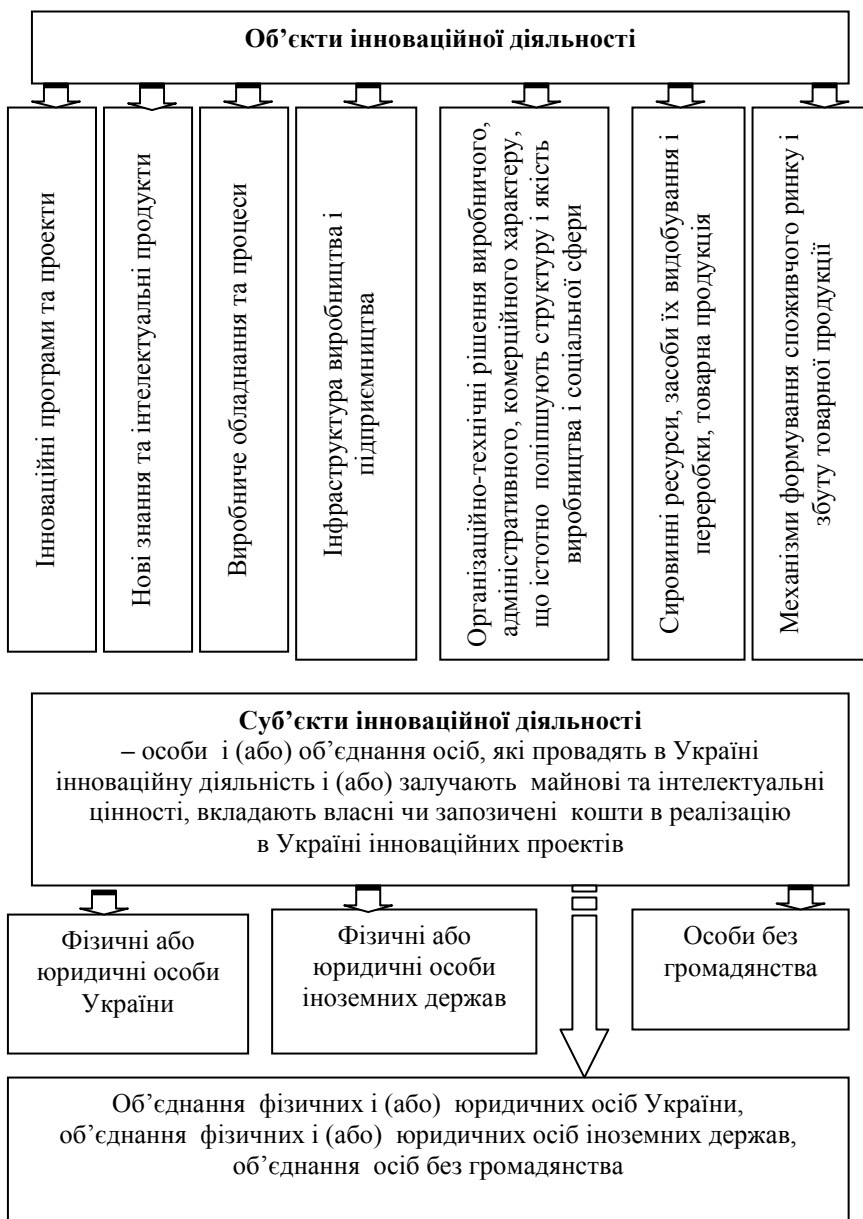 Об’єкти інноваційної діяльності
Інноваційні програми та проекти
Нові знання та інтелектуальні продукти
Виробниче обладнання та процеси
Інфраструктура виробництва і
підприємництва
Організаційно-технічні рішення виробничого,
адміністративного, комерційного характеру,
що істотно поліпшують структуру і якість
виробництва і соціальної сфери
Сировинні ресурси, засоби їх видобування і
переробки, товарна продукція
Механізми формування споживчого ринку і
збуту товарної продукції
Суб’єкти інноваційної діяльності
– особи і (або) об’єднання осіб, які провадять в Україні
інноваційну діяльність і (або) залучають майнові та інтелектуальні
цінності, вкладають власні чи запозичені кошти в реалізацію
в Україні інноваційних проектів
Фізичні або
юридичні особи
України
Фізичні або
юридичні особи
іноземних держав
Особи без
громадянства
Об’єднання фізичних і (або) юридичних осіб України,
об’єднання фізичних і (або) юридичних осіб іноземних держав,
об’єднання осіб без громадянства